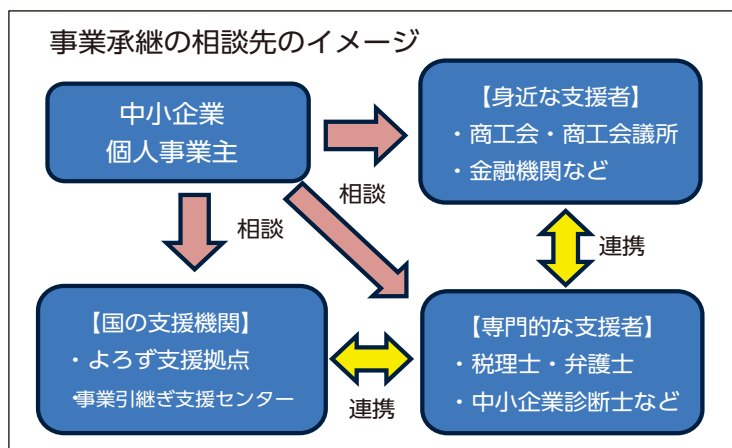 事業承継の相談先のイメージ
中小企業
個人事業主
【身近な支援者】
・商工会・商工会議所
・金融機関など
相談
相談
連携
【国の支援機関】
・よろず支援拠点
・事業引継ぎ支援センター
連携
【専門的な支援者】
・税理士・弁護士
・中小企業診断士など